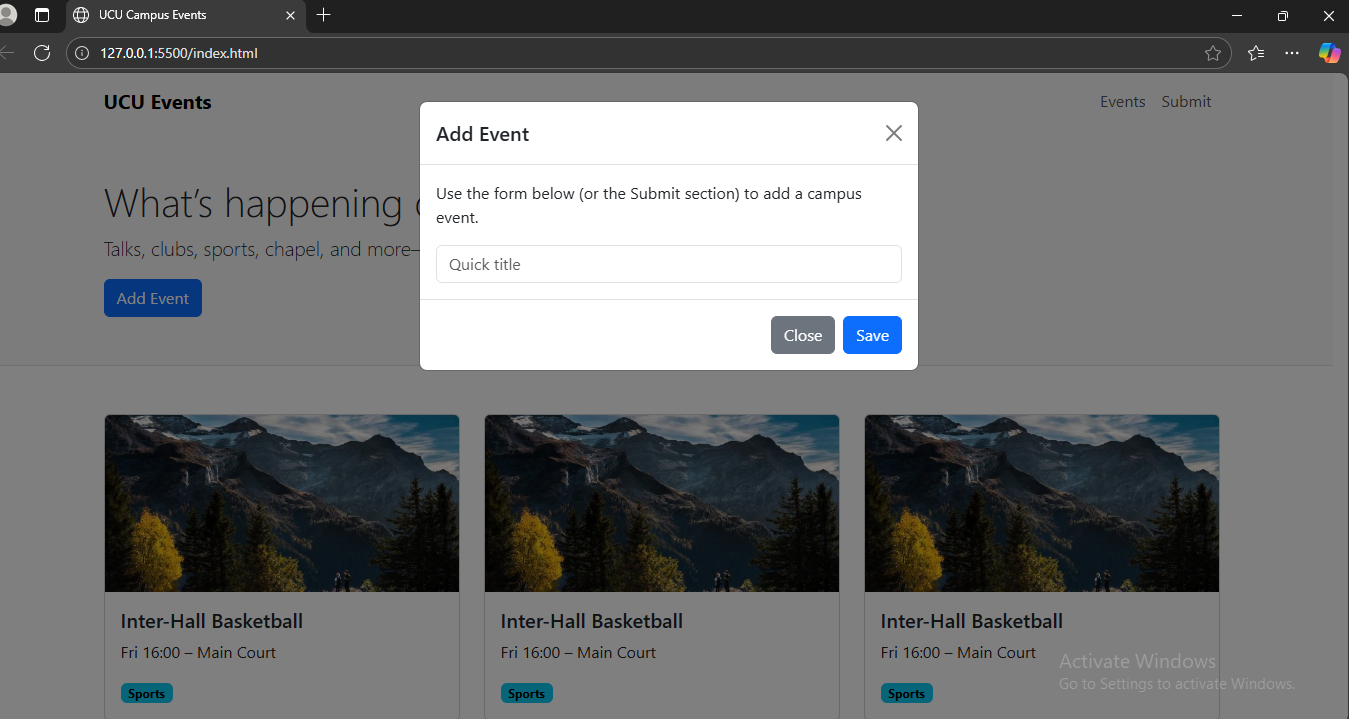 UCU Campus Events
127.0.0.1:5500/index.html
UCU Events
Events Submit
Add Event
Use the form below (or the Submit section) to add a campus
event.
Quick title
Close Save
What's happening
Talks, clubs, sports, chapel, and more—
Add Event
Inter-Hall Basketball
Fri 16:00 – Main Court
Sports
Inter-Hall Basketball
Fri 16:00 – Main Court
Sports
Inter-Hall Basketball
Fri 16:00 – Main Court
Sports
Activate Windows
Go to Settings to activate Windows.